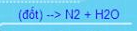 (đốt) --> N2 + H2O